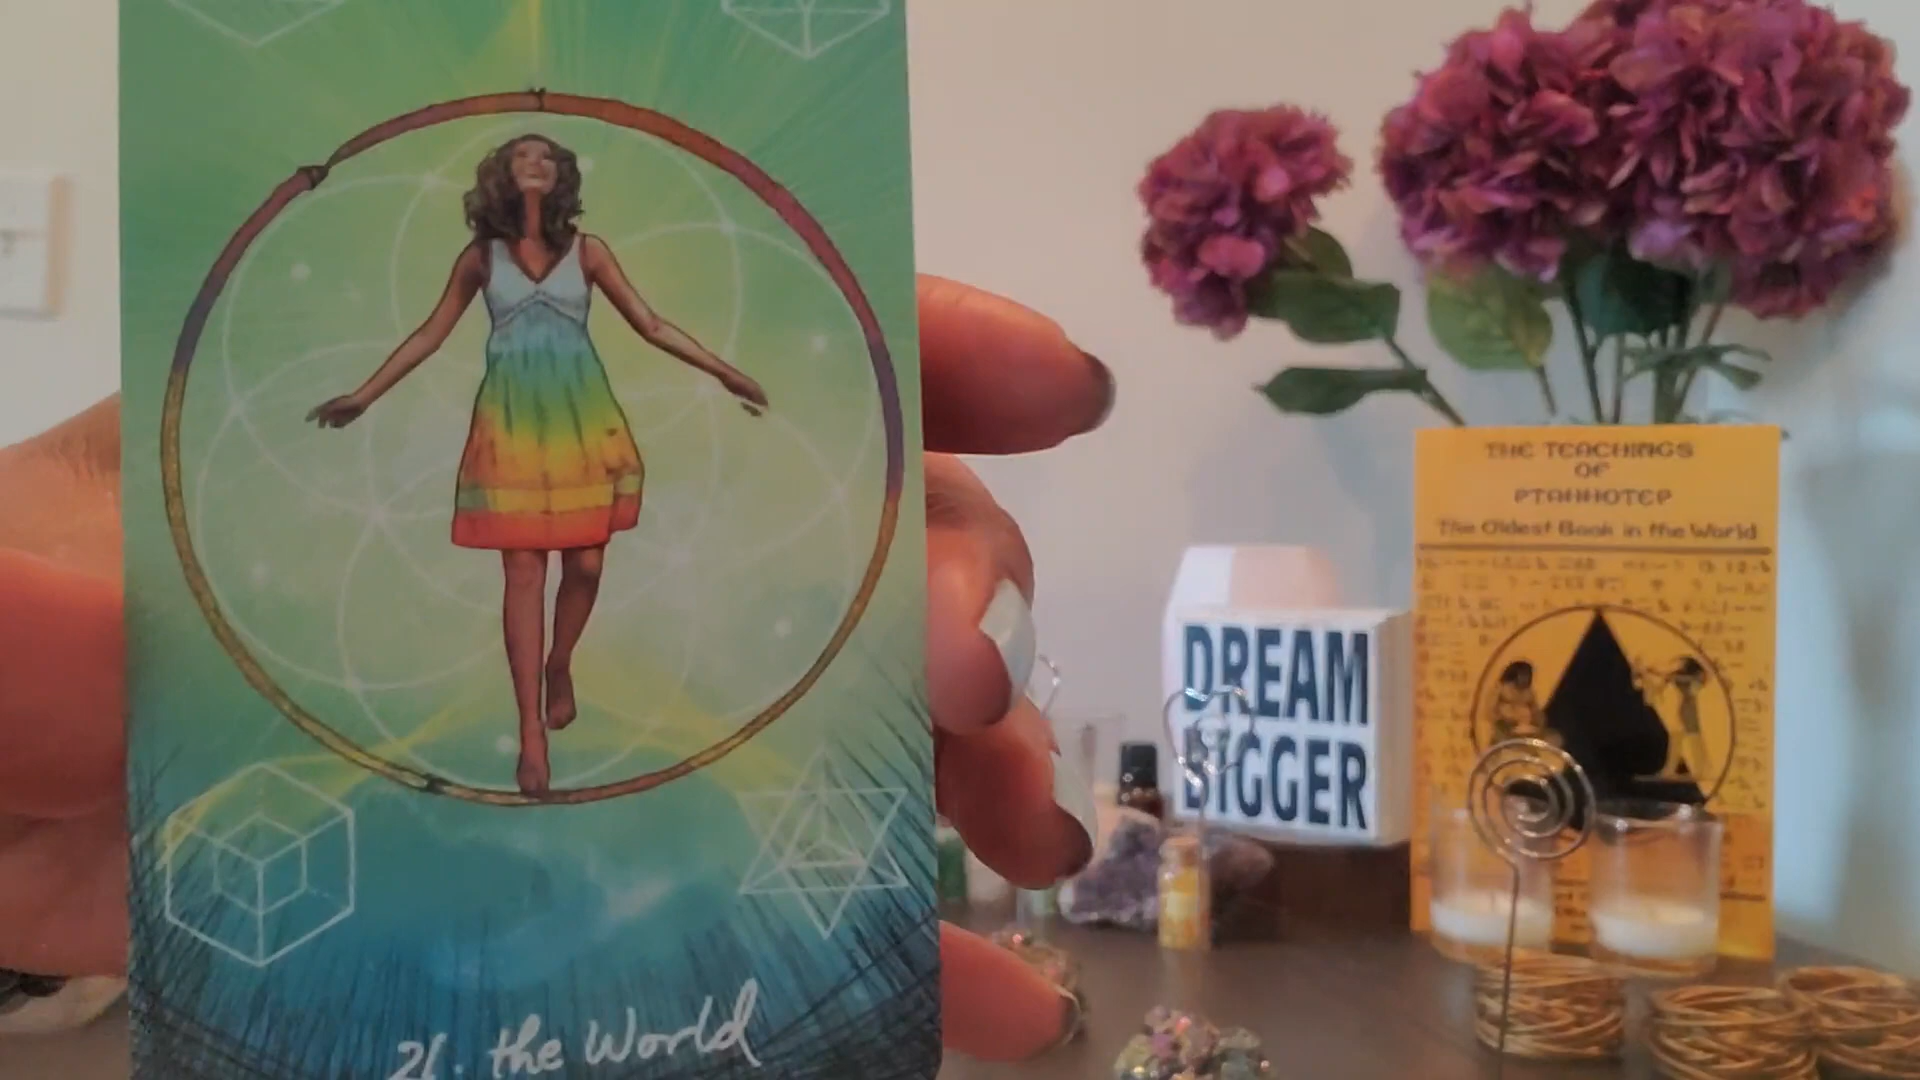 21. the World
DREAM
BIGGER
THE TEACHINGS
OF
PTAHHOTEP
The Oldest Book in the World